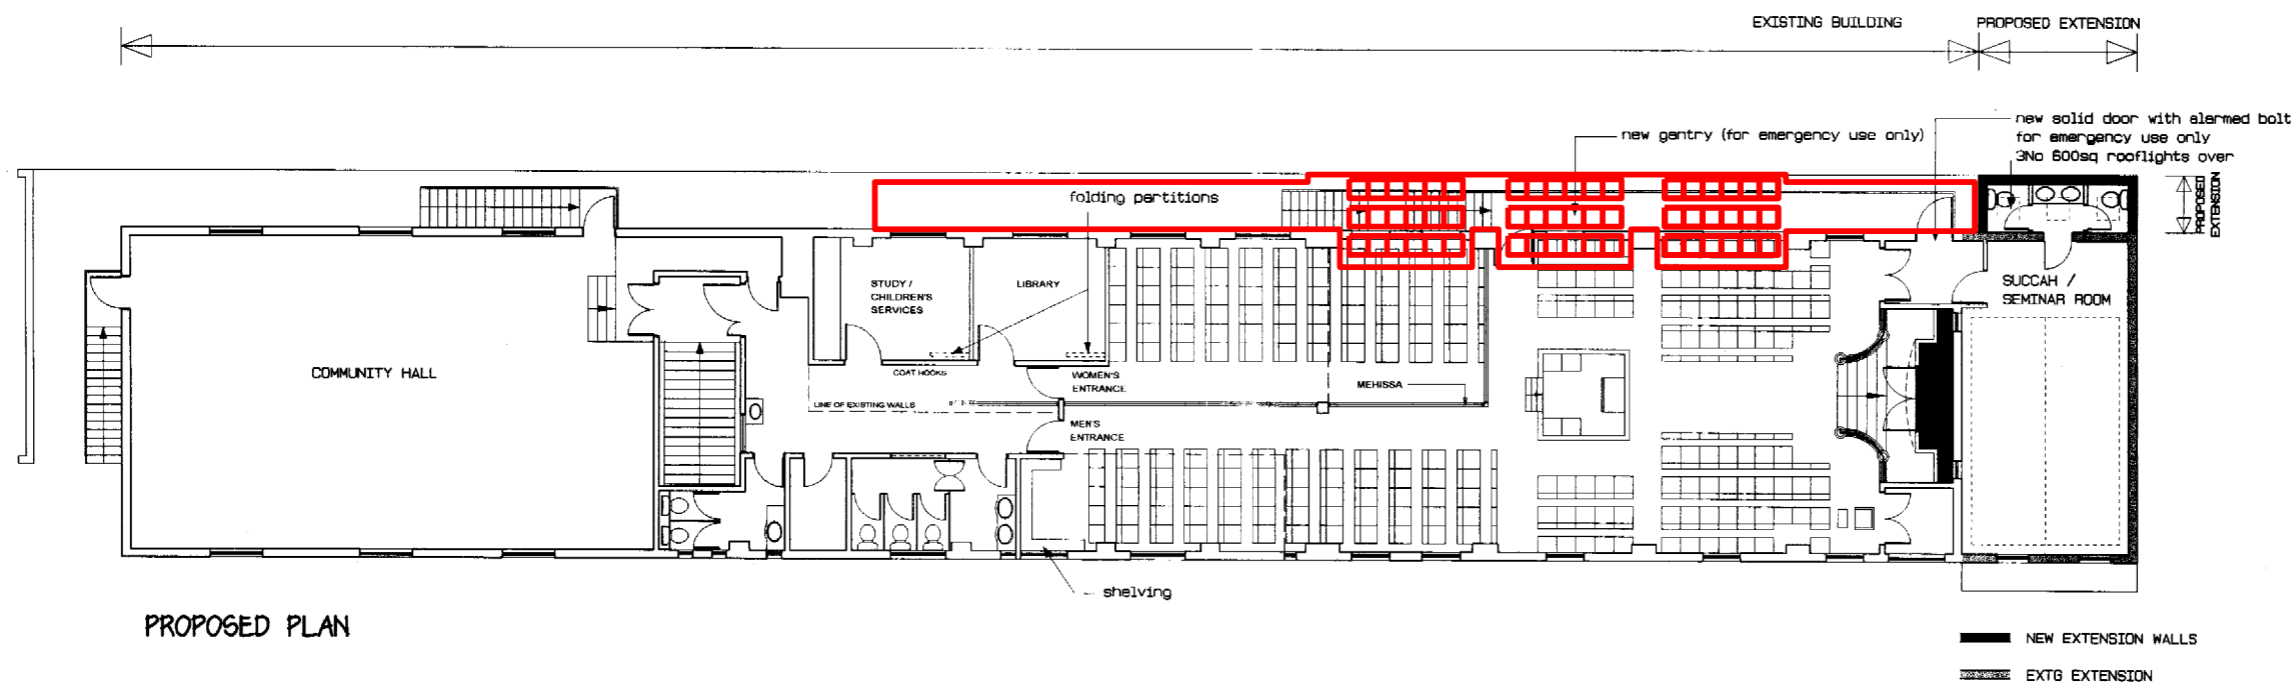 EXISTING BUILDING
PROPOSED EXTENSION
new solid door with alarmed bolt
for emergency use only
3No 600sq rooflights over
new gantry (for emergency use only)
PROPOSED
EXTENSION
folding partitions
STUDY /
CHILDREN'S
SERVICES
LIBRARY
SUCCAH /
SEMINAR ROOM
COMMUNITY HALL
COAT HOOKS
WOMEN'S
ENTRANCE
MEHISSA
LINE OF EXISTING WALLS
MEN'S
ENTRANCE
shelving
PROPOSED PLAN
NEW EXTENSION WALLS
EXTG EXTENSION